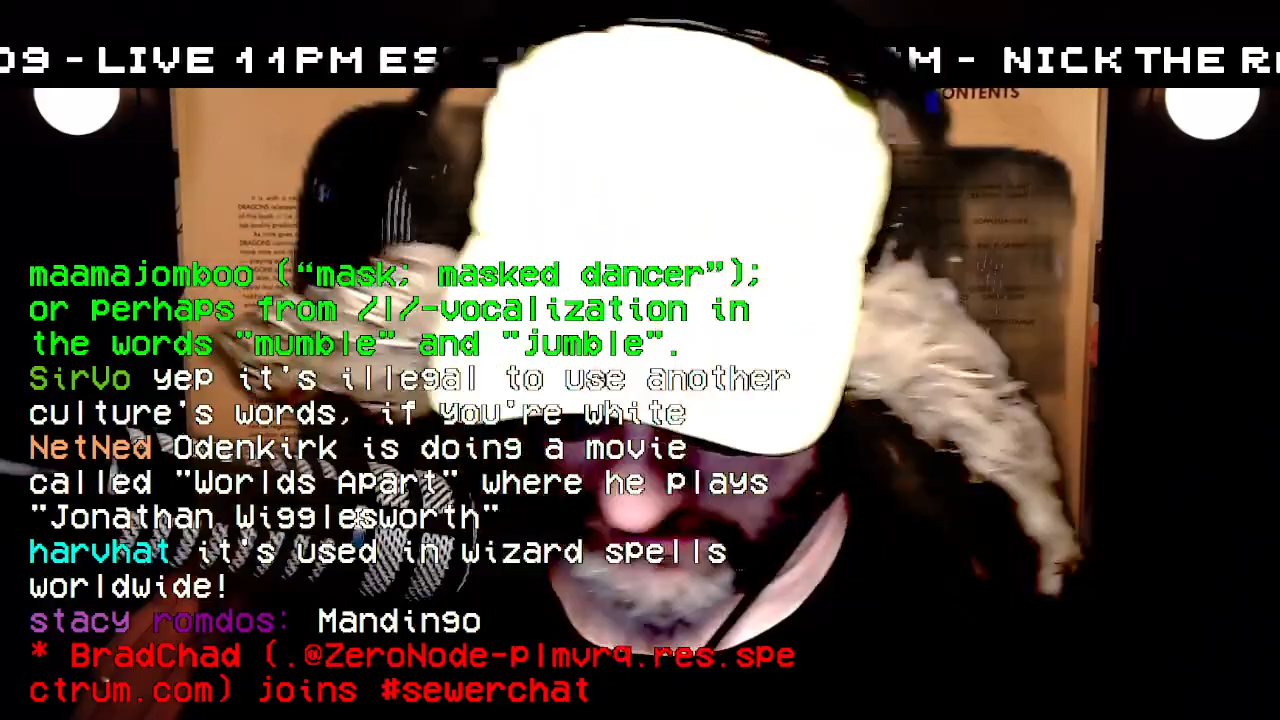 09 - LIVE 11PM ES M - NICK THE R
ONTENTS
maamajomboo ("mask; masked dancer");
or perhaps from /l/-vocalization in
the words "mumble" and "jumble".
SirVo yep it's illegal to use another
culture's words, if you're white
NetNed Odenkirk is doing a movie
called "Worlds Apart" where he plays
"Jonathan Wigglesworth"
harvhat it's used in wizard spells
worldwide!
stacy romdos: Mandingo
* BradChad (.@ZeroNode-plmvrq.res.spe
ctrum.com) joins #sewerchat